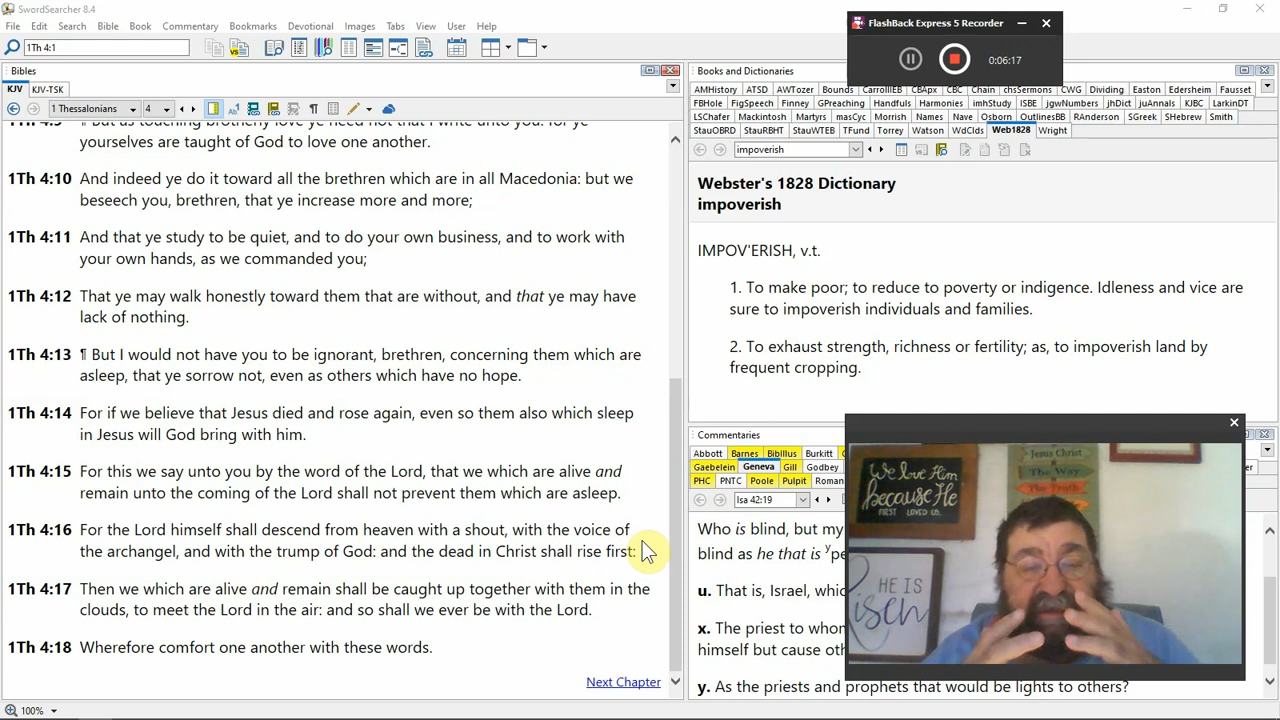 SwordSearcher 8.4
File Edit Search Bible Book Commentary Bookmarks Devotional Images Tabs View User Help
1Th 4:1
Bibles
KJV KJV-TSK
1 Thessalonians 4
yourselves are taught of God to love one another.
1Th 4:10 And indeed ye do it toward all the brethren which are in all Macedonia: but we
beseech you, brethren, that ye increase more and more;
1Th 4:11 And that ye study to be quiet, and to do your own business, and to work with
your own hands, as we commanded you;
1Th 4:12 That ye may walk honestly toward them that are without, and that ye may have
lack of nothing.
1Th 4:13 ¶ But I would not have you to be ignorant, brethren, concerning them which are
asleep, that ye sorrow not, even as others which have no hope.
1Th 4:14 For if we believe that Jesus died and rose again, even so them also which sleep
in Jesus will God bring with him.
1Th 4:15 For this we say unto you by the word of the Lord, that we which are alive and
remain unto the coming of the Lord shall not prevent them which are asleep.
1Th 4:16 For the Lord himself shall descend from heaven with a shout, with the voice of
the archangel, and with the trump of God: and the dead in Christ shall rise first:
1Th 4:17 Then we which are alive and remain shall be caught up together with them in the
clouds, to meet the Lord in the air: and so shall we ever be with the Lord.
1Th 4:18 Wherefore comfort one another with these words.
Next Chapter
100%
FlashBack Express 5 Recorder
0:06:17
Books and Dictionaries
AMHistory ATSD AWTozer Bounds CarrollEIB CBApx CBC Chain chsSermons CWG Dividing Easton Edersheim Fausset
FBHole FigSpeech Finney GPreaching Handfuls Harmonies imhStudy ISBE jgwNumbers jhDict juAnnals KJBC LarkinDT
LSChafer Mackintosh Martyrs masCyc Morrish Names Nave Osborn OutlinesBB RAnderson SGreek SHebrew Smith
StauOBRD StauRBHT StauWTEB TFund Torrey Watson WdClds Web1828 Wright
impoverish
Webster's 1828 Dictionary
impoverish
IMPOV'ERISH, v.t.
1. To make poor; to reduce to poverty or indigence. Idleness and vice are
sure to impoverish individuals and families.
2. To exhaust strength, richness or fertility; as, to impoverish land by
frequent cropping.
Commentaries
Abbott Barnes BibIllus Burkitt
Gaebelein Geneva Gill Godbey
PHC PNTC Poole Pulpit
Isa 42:19
Who is blind, but my
blind as he that is
u. That is, Israel,
x. The priest to
himself but cause
y. As the priests and prophets that would be lights to others?
We love Him
because He
FIRST LOVED US.
Jesus Christ
The Way
The Truth
HE IS
Risen